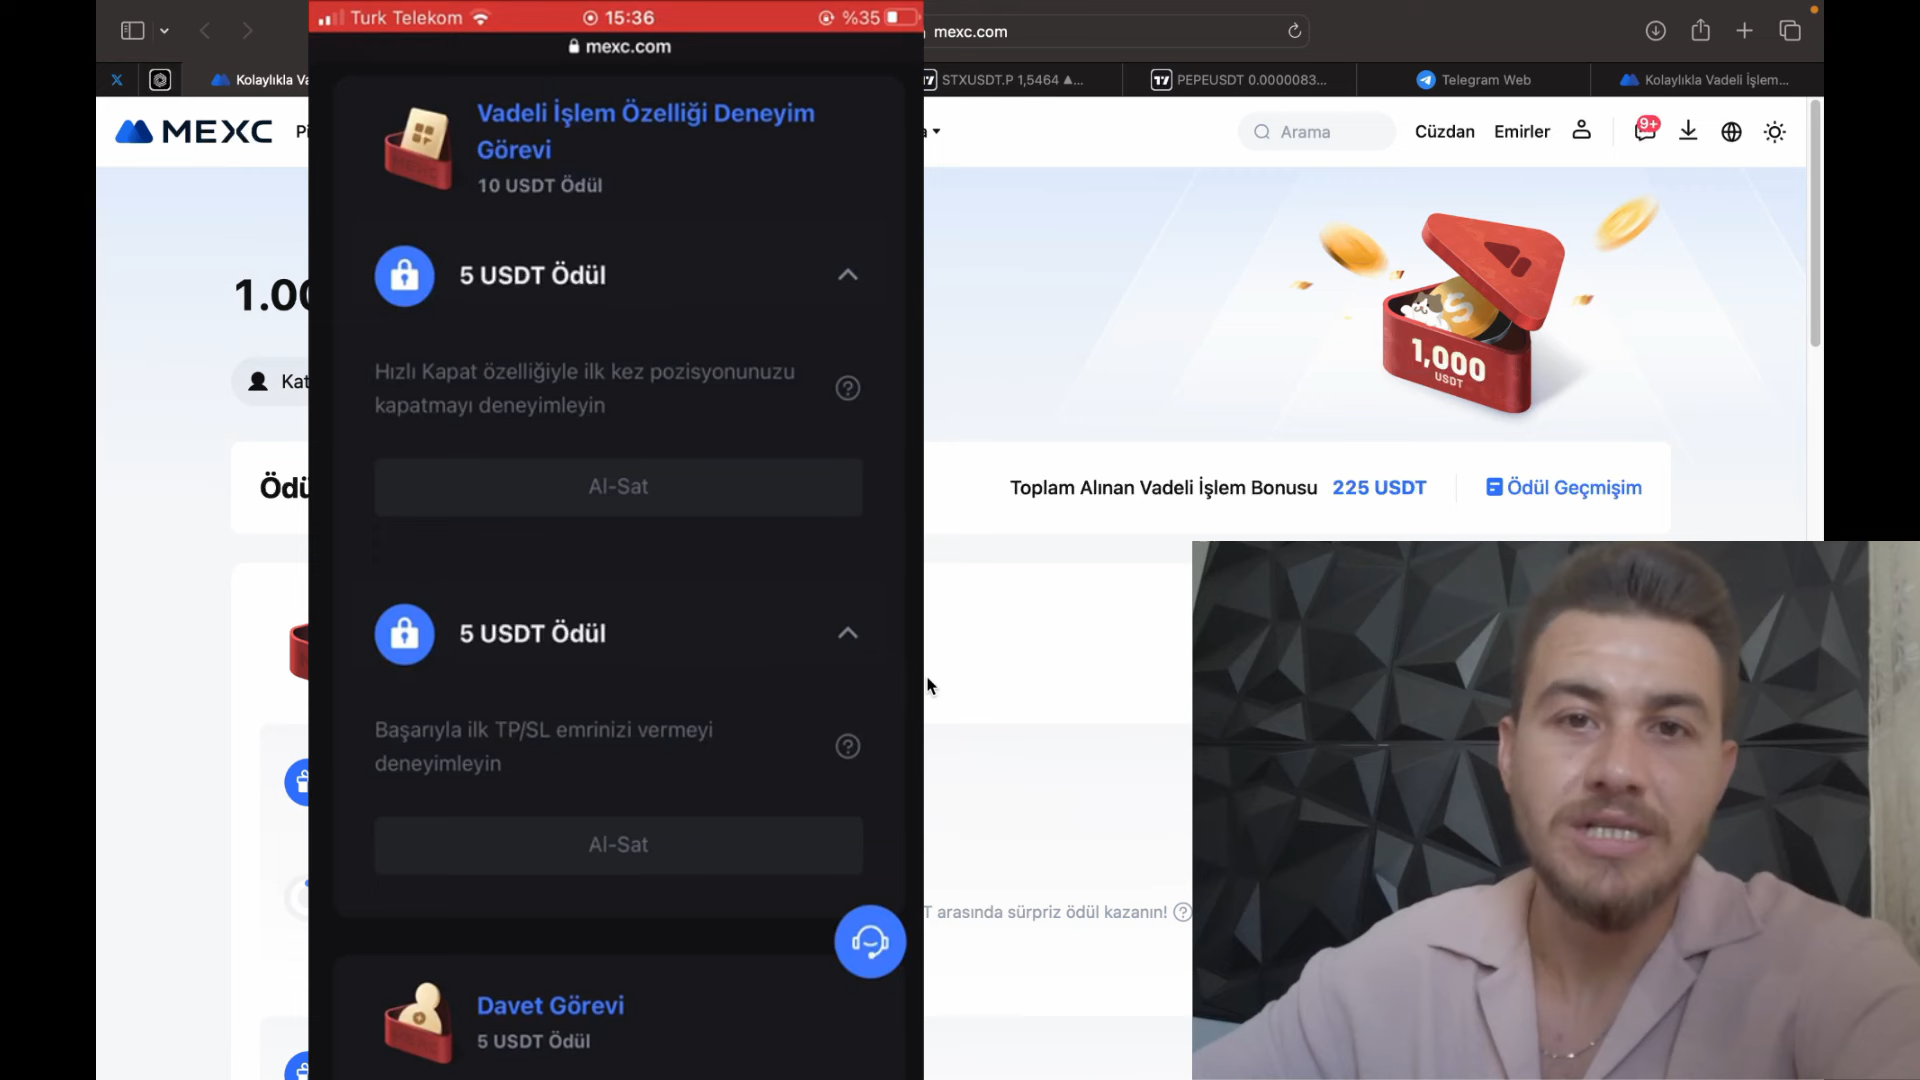 Turk Telekom
15:36
%35
mexc.com
mexc.com
Kolaylıkla Va
STXUSDT.P 1,5464 ▲...
PEPEUSDT 0.0000083...
Telegram Web
Kolaylıkla Vadeli İşlem...
MEXC
Pi
Arama
Cüzdan
Emirler
9+
Vadeli İşlem Özelliği Deneyim
Görevi
10 USDT Ödül
5 USDT Ödül
Hızlı Kapat özelliğiyle ilk kez pozisyonunuzu
kapatmayı deneyimleyin
Al-Sat
5 USDT Ödül
Başarıyla ilk TP/SL emrinizi vermeyi
deneyimleyin
Al-Sat
Davet Görevi
5 USDT Ödül
1.00
Kat
Ödü
1,000
USDT
Toplam Alınan Vadeli İşlem Bonusu 225 USDT
Ödül Geçmişim
T arasında sürpriz ödül kazanın!